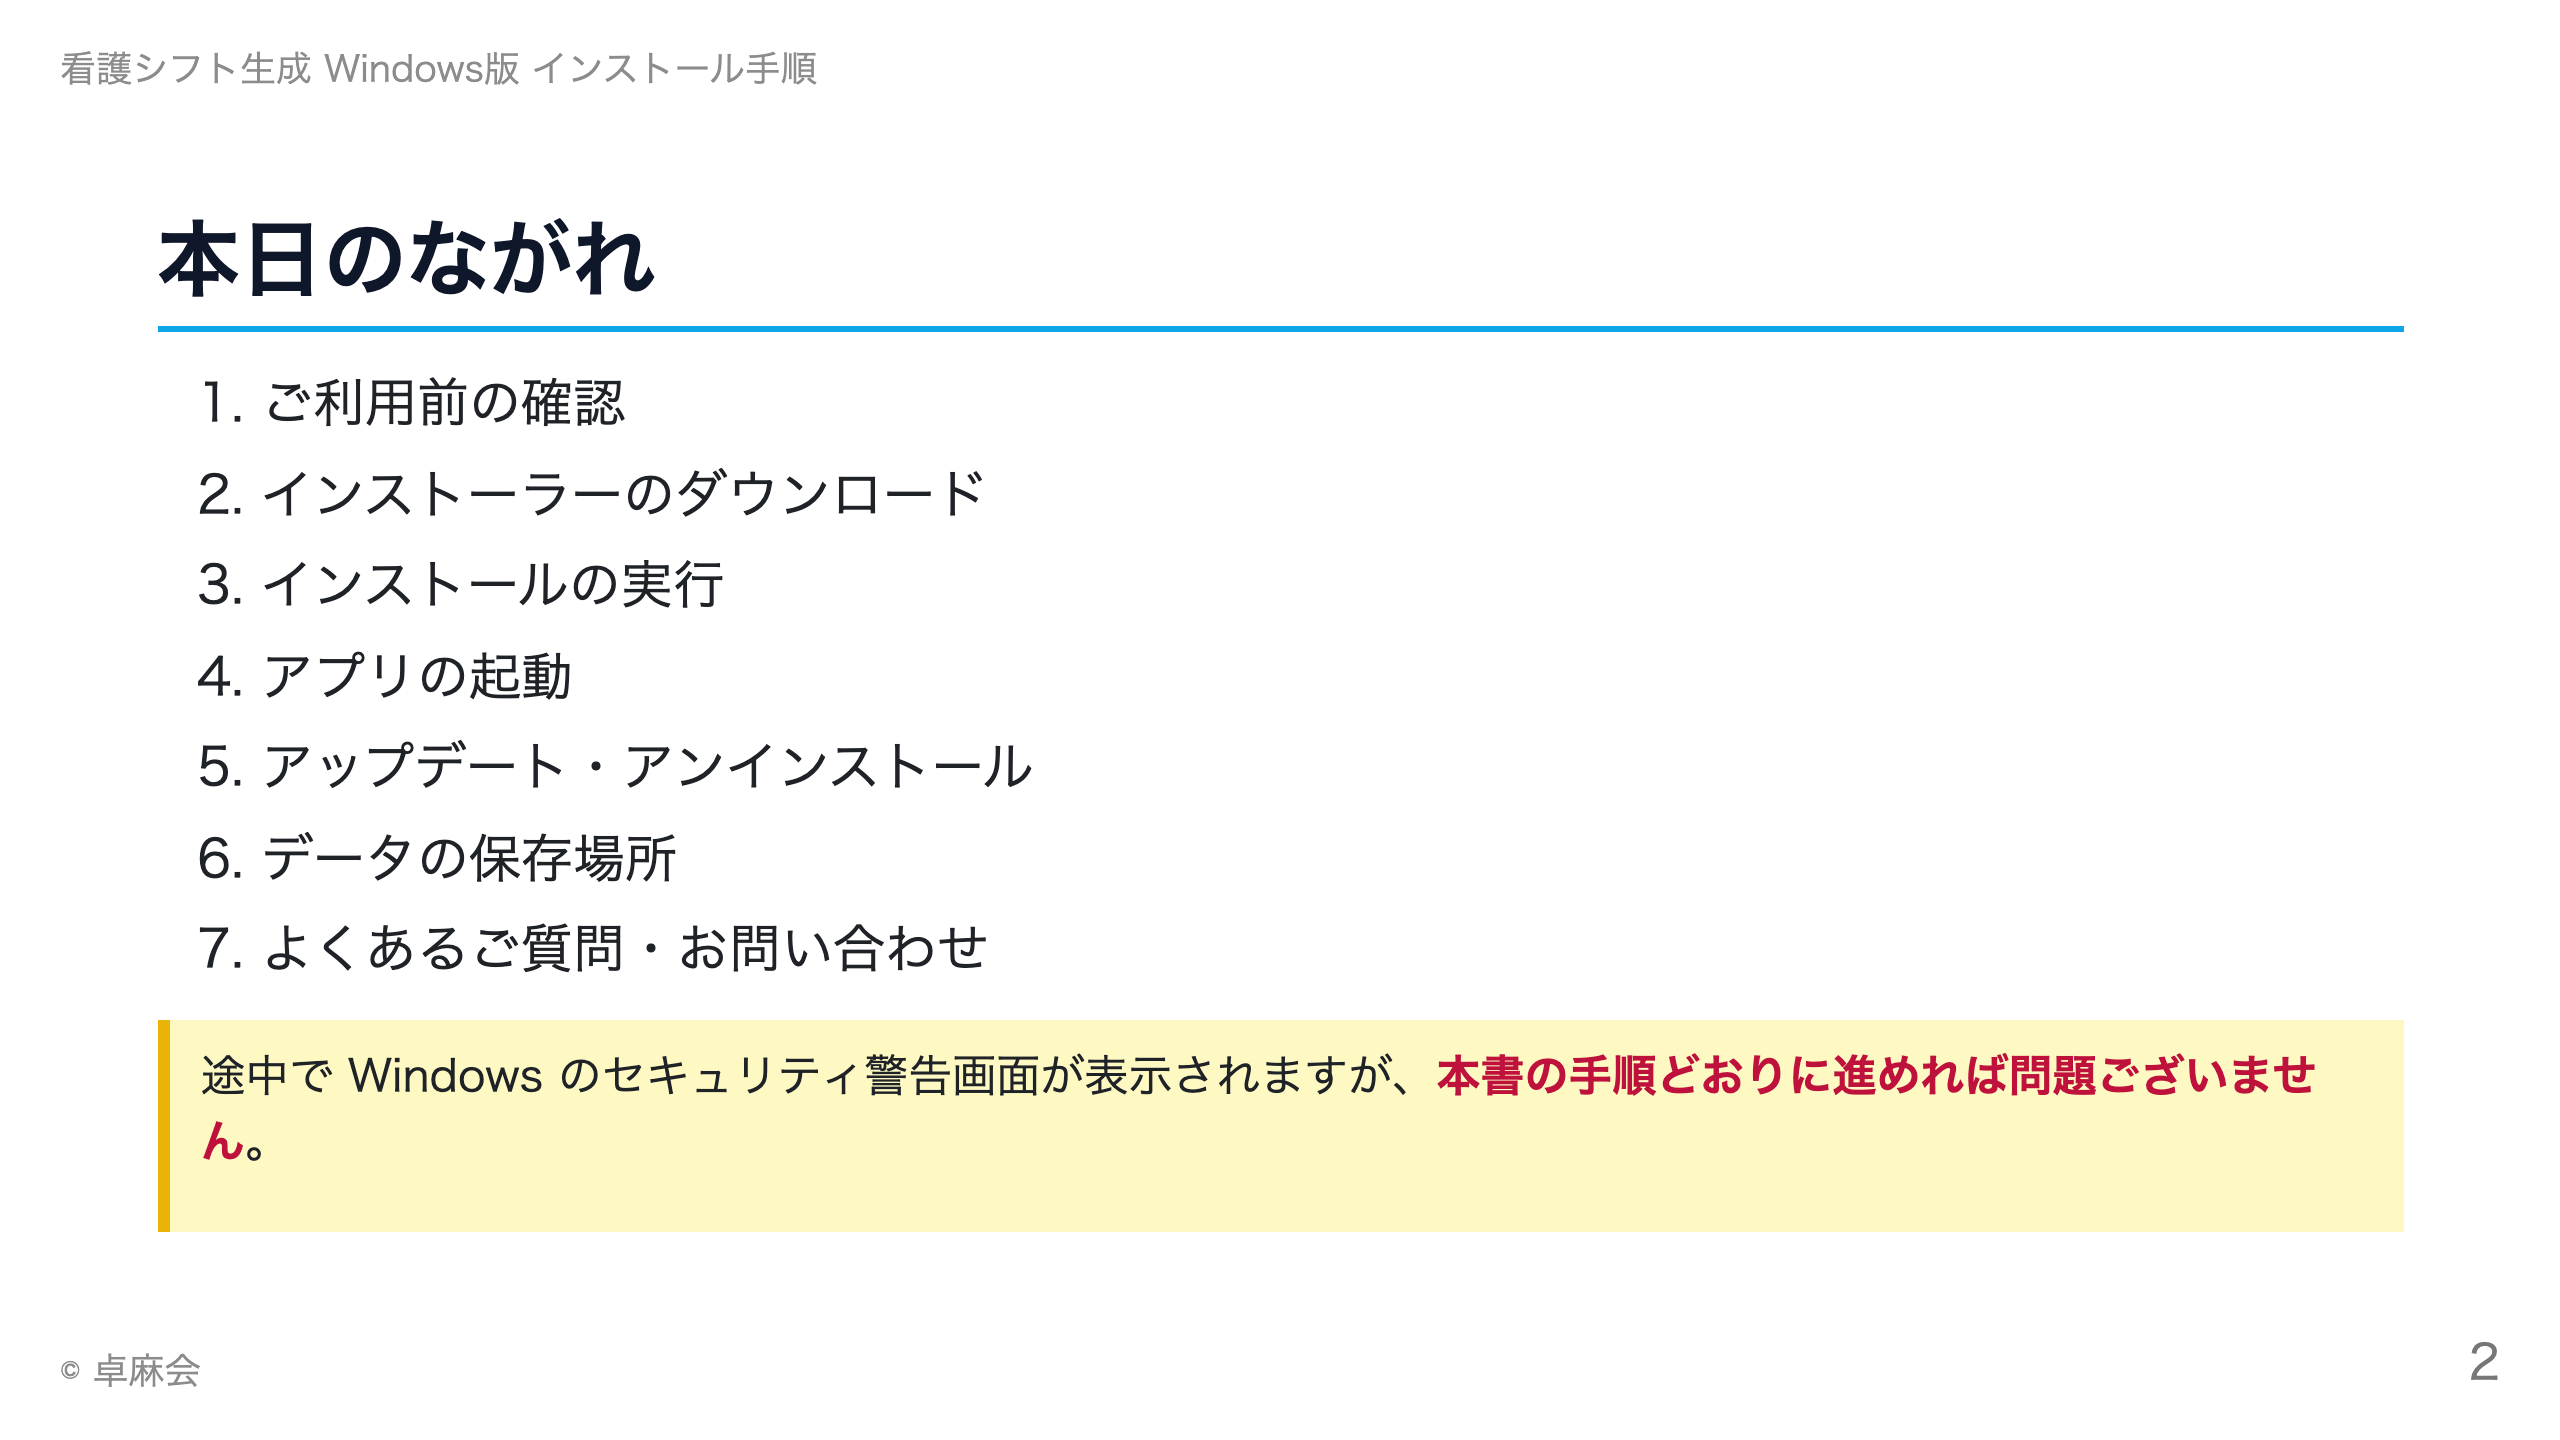 看護シフト生成 Windows版 インストール手順
本日のながれ
1. ご利用前の確認
2. インストーラーのダウンロード
3. インストールの実行
4. アプリの起動
5. アップデート・アンインストール
6. データの保存場所
7. よくあるご質問・お問い合わせ
途中で Windows のセキュリティ警告画面が表示されますが、本書の手順どおりに進めれば問題ございませ
ん。
© 卓麻会
2